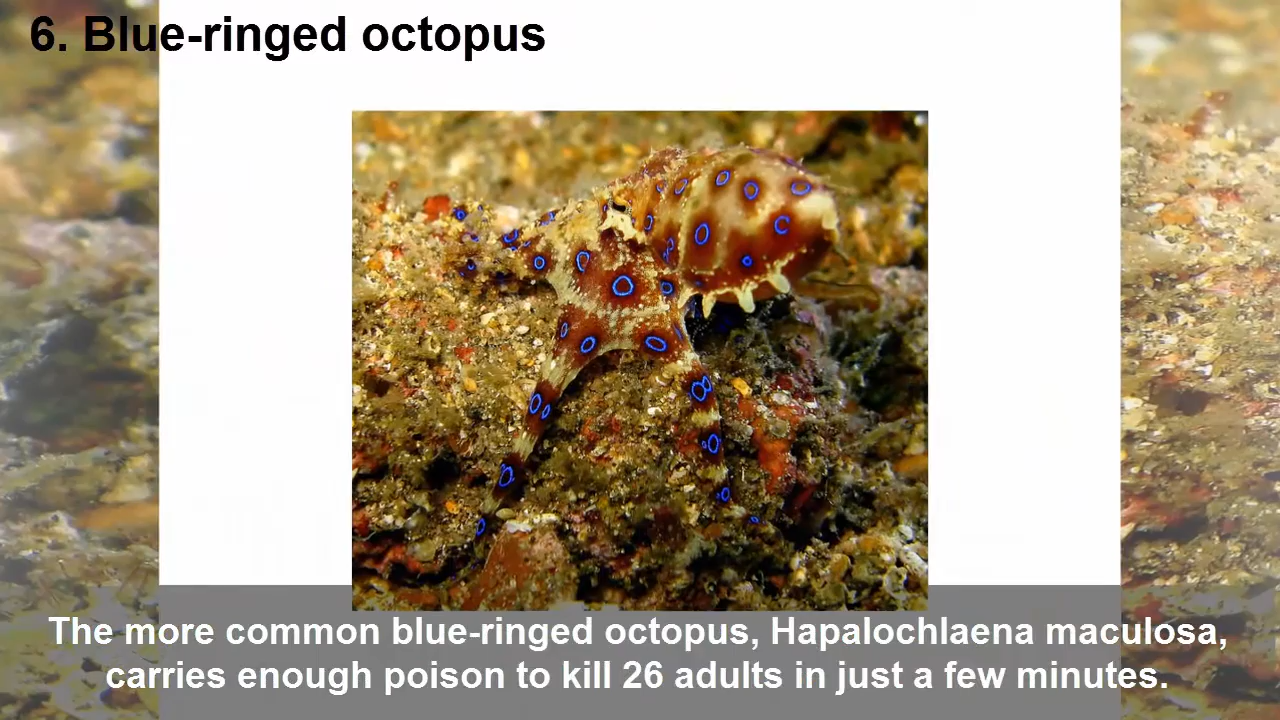 6. Blue-ringed octopus
The more common blue-ringed octopus, Hapalochlaena maculosa,
carries enough poison to kill 26 adults in just a few minutes.